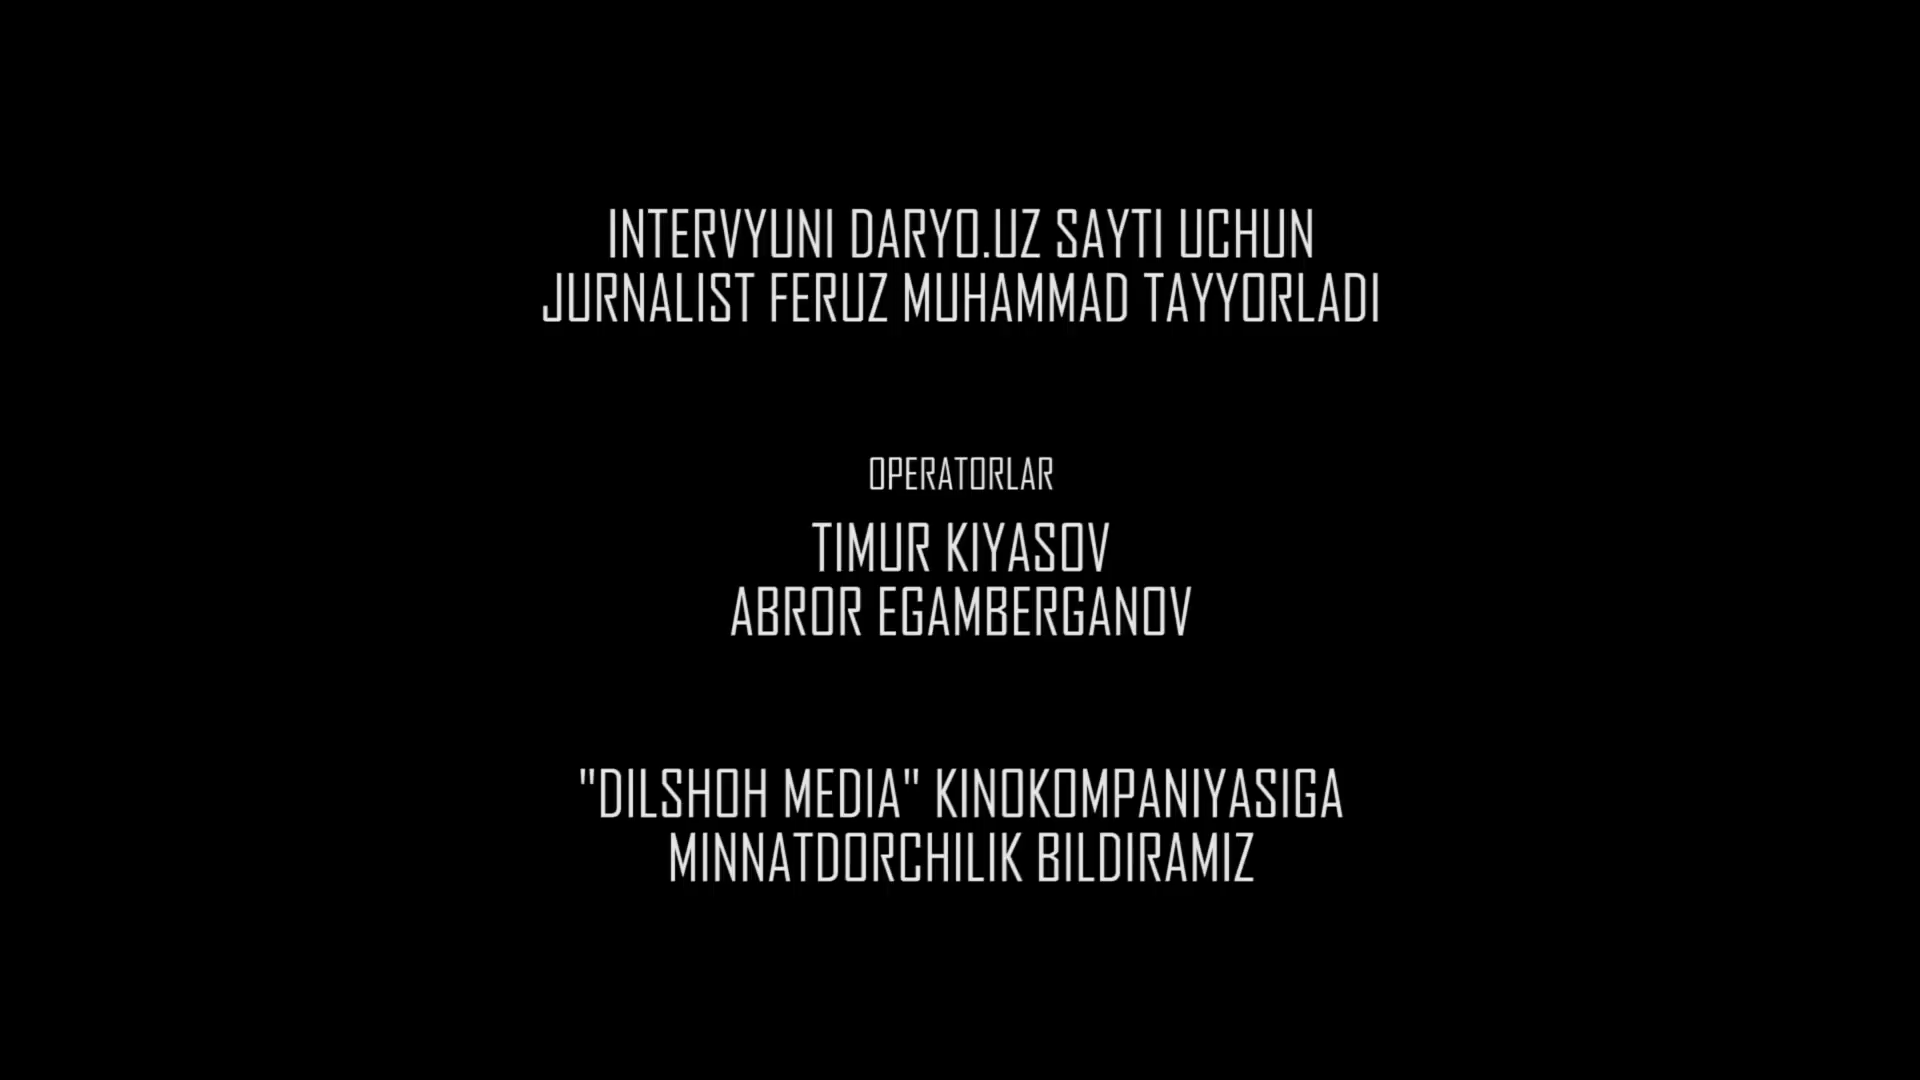 INTERVYUNI DARYO.UZ SAYTI UCHUN
JURNALIST FERUZ MUHAMMAD TAYYORLADI
OPERATORLAR
TIMUR KIYASOV
ABROR EGAMBERGANOV
"DILSHOH MEDIA" KINOKOMPANIYASIGA
MINNATDORCHILIK BILDIRAMIZ